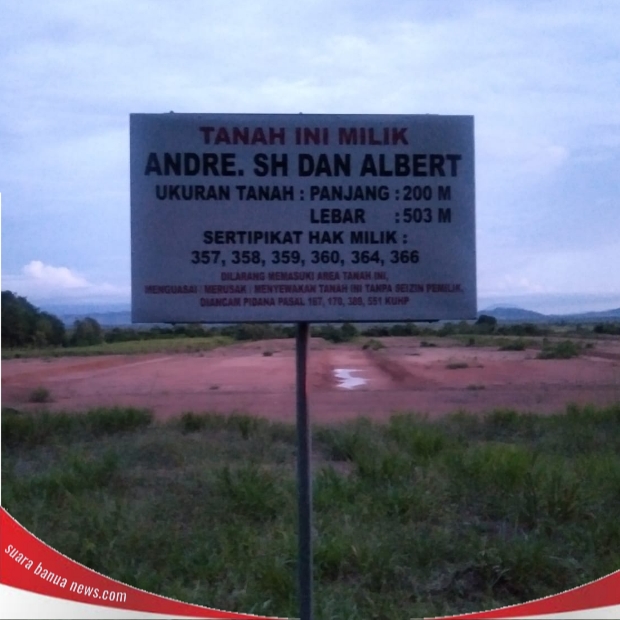 TANAH INI MILIK
ANDRE. SH DAN ALBERT
UKURAN TANAH : PANJANG : 200 M
LEBAR : 503 M
SERTIPIKAT HAK MILIK :
357, 358, 359, 360, 364, 366
DILARANG MEMASUKI AREA TANAH INI,
MENGUASAI : MERUSAK : MENYEWAKAN TANAH INI TANPA SEIZIN PEMILIK.
DIANCAM PIDANA PASAL 167, 170, 385, 551 KUHP
suara banua news.com